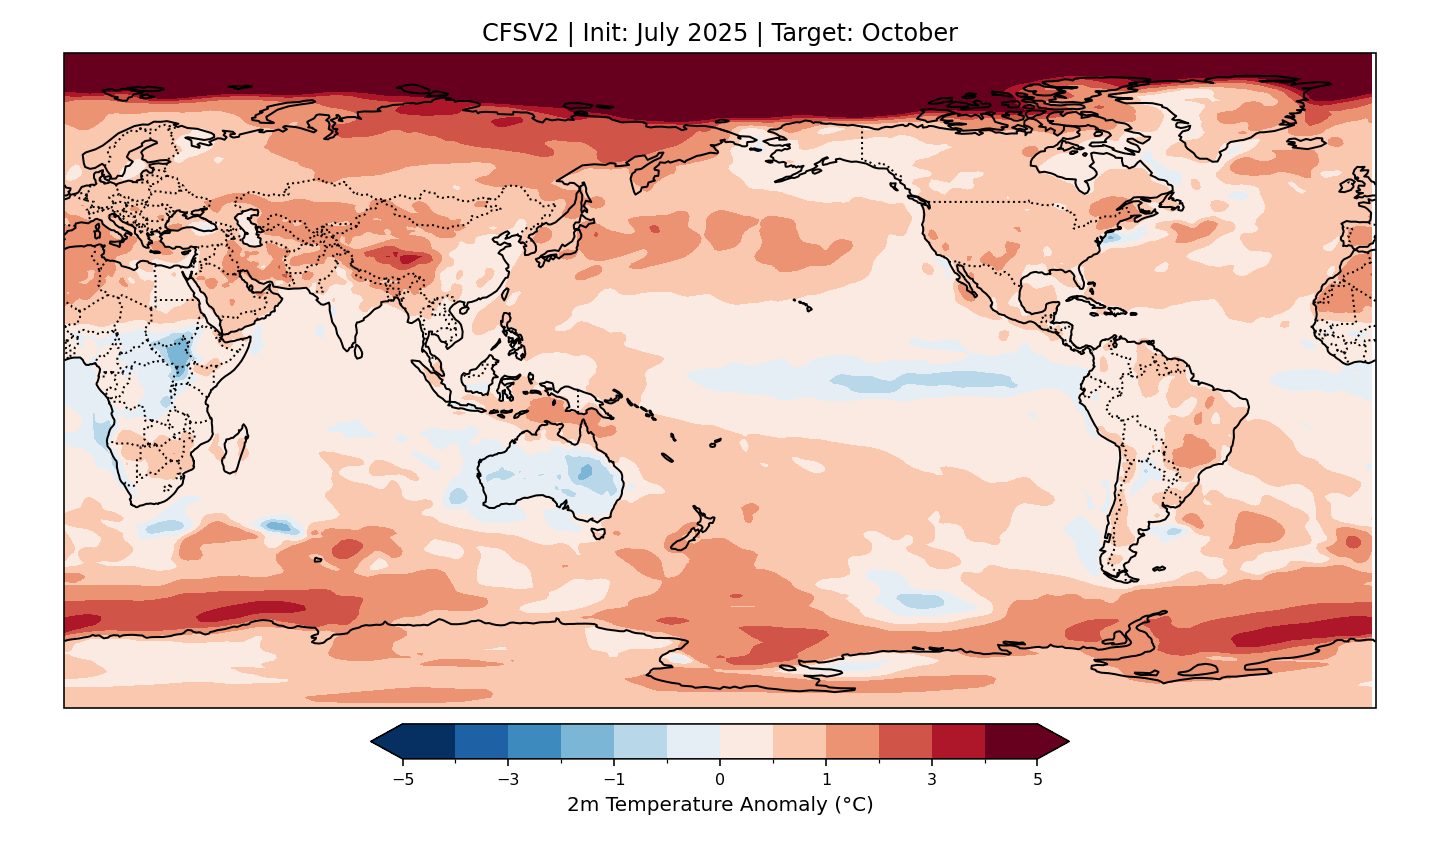 CFSV2 | Init: July 2025 | Target: October
−5 −3 −1 0 1 3 5
2m Temperature Anomaly (°C)